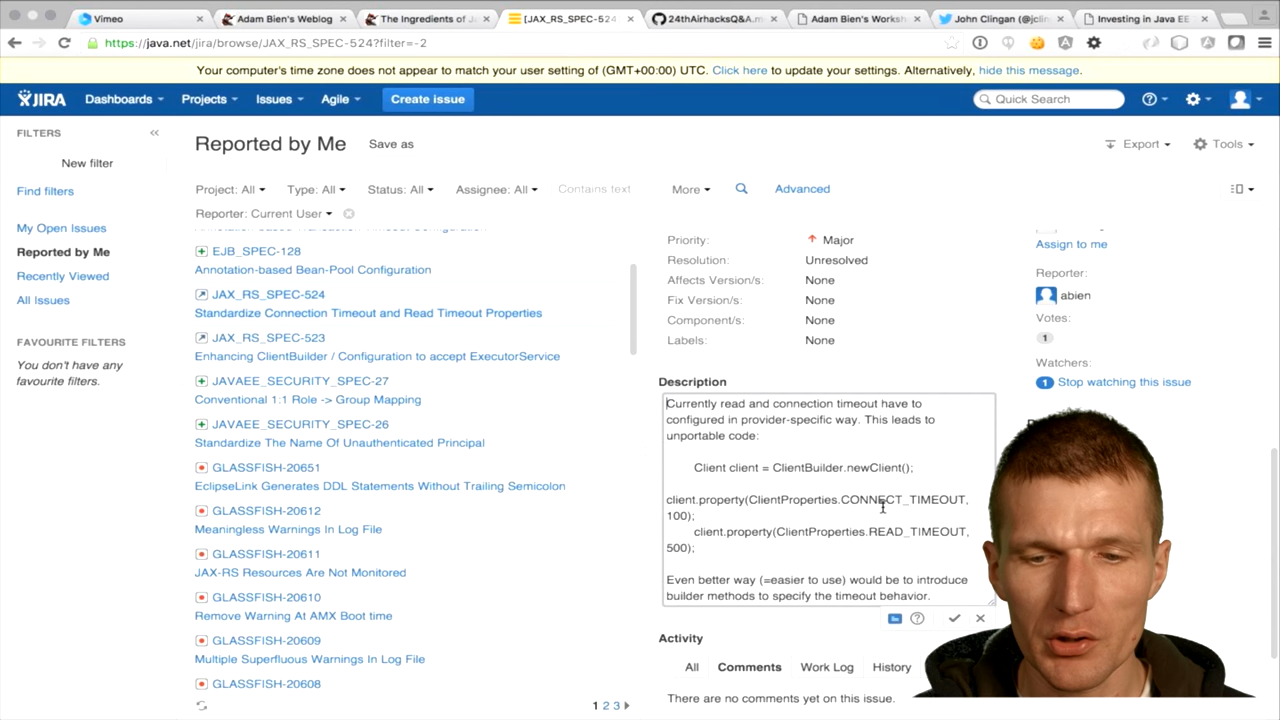 Vimeo
Adam Bien's Weblog
The Ingredients of J
[JAX_RS_SPEC-524
24thAirhacksQ&A.m
Adam Bien's Worksh
John Clingan (@jclin
Investing in Java EE
https://java.net/jira/browse/JAX_RS_SPEC-524?filter=-2
Your computer's time zone does not appear to match your user setting of (GMT+00:00) UTC. Click here to update your settings. Alternatively, hide this message.
JIRA Dashboards Projects Issues Agile Create issue Quick Search
FILTERS
New filter
Find filters
My Open Issues
Reported by Me
Recently Viewed
All Issues
FAVOURITE FILTERS
You don't have any
favourite filters.
Reported by Me Save as Export Tools
Project: All Type: All Status: All Assignee: All Contains text More Advanced
Reporter: Current User
Annotation-based Transaction Timeout Configuration
EJB_SPEC-128
Annotation-based Bean-Pool Configuration
JAX_RS_SPEC-524
Standardize Connection Timeout and Read Timeout Properties
JAX_RS_SPEC-523
Enhancing ClientBuilder / Configuration to accept ExecutorService
JAVAEE_SECURITY_SPEC-27
Conventional 1:1 Role -> Group Mapping
JAVAEE_SECURITY_SPEC-26
Standardize The Name Of Unauthenticated Principal
GLASSFISH-20651
EclipseLink Generates DDL Statements Without Trailing Semicolon
GLASSFISH-20612
Meaningless Warnings In Log File
GLASSFISH-20611
JAX-RS Resources Are Not Monitored
GLASSFISH-20610
Remove Warning At AMX Boot time
GLASSFISH-20609
Multiple Superfluous Warnings In Log File
GLASSFISH-20608
1 2 3
Priority: Major
Resolution: Unresolved
Affects Version/s: None
Fix Version/s: None
Component/s: None
Labels: None
Description
Currently read and connection timeout have to
configured in provider-specific way. This leads to
unportable code:
Client client = ClientBuilder.newClient();
client.property(ClientProperties.CONNECT_TIMEOUT,
100);
client.property(ClientProperties.READ_TIMEOUT,
500);
Even better way (=easier to use) would be to introduce
builder methods to specify the timeout behavior.
Activity
All Comments Work Log History
There are no comments yet on this issue.
Assign to me
Reporter:
abien
Votes:
1
Watchers:
1 Stop watching this issue